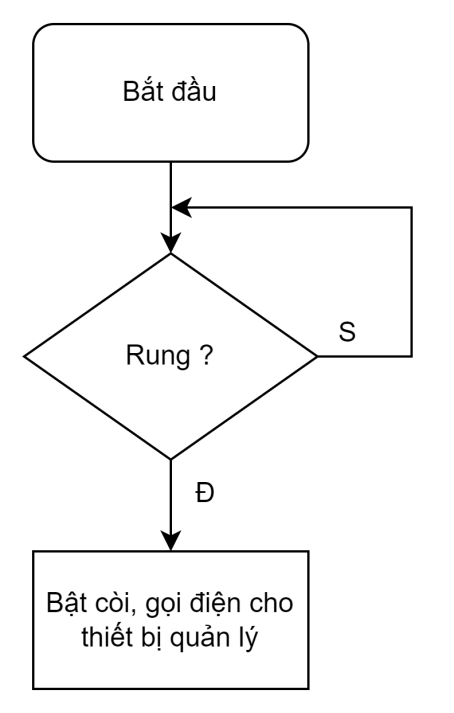 Bắt đầu
Rung ?
S
Đ
Bật còi, gọi điện cho
thiết bị quản lý